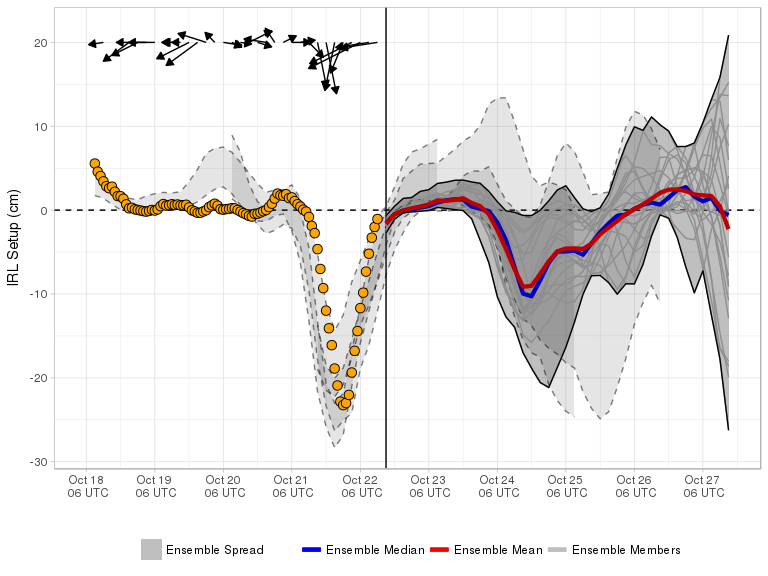 20
10
0
-10
-20
-30
IRL Setup (cm)
Oct 18 Oct 19 Oct 20 Oct 21 Oct 22 Oct 23 Oct 24 Oct 25 Oct 26 Oct 27
06 UTC 06 UTC 06 UTC 06 UTC 06 UTC 06 UTC 06 UTC 06 UTC 06 UTC 06 UTC
Ensemble Spread Ensemble Median Ensemble Mean Ensemble Members